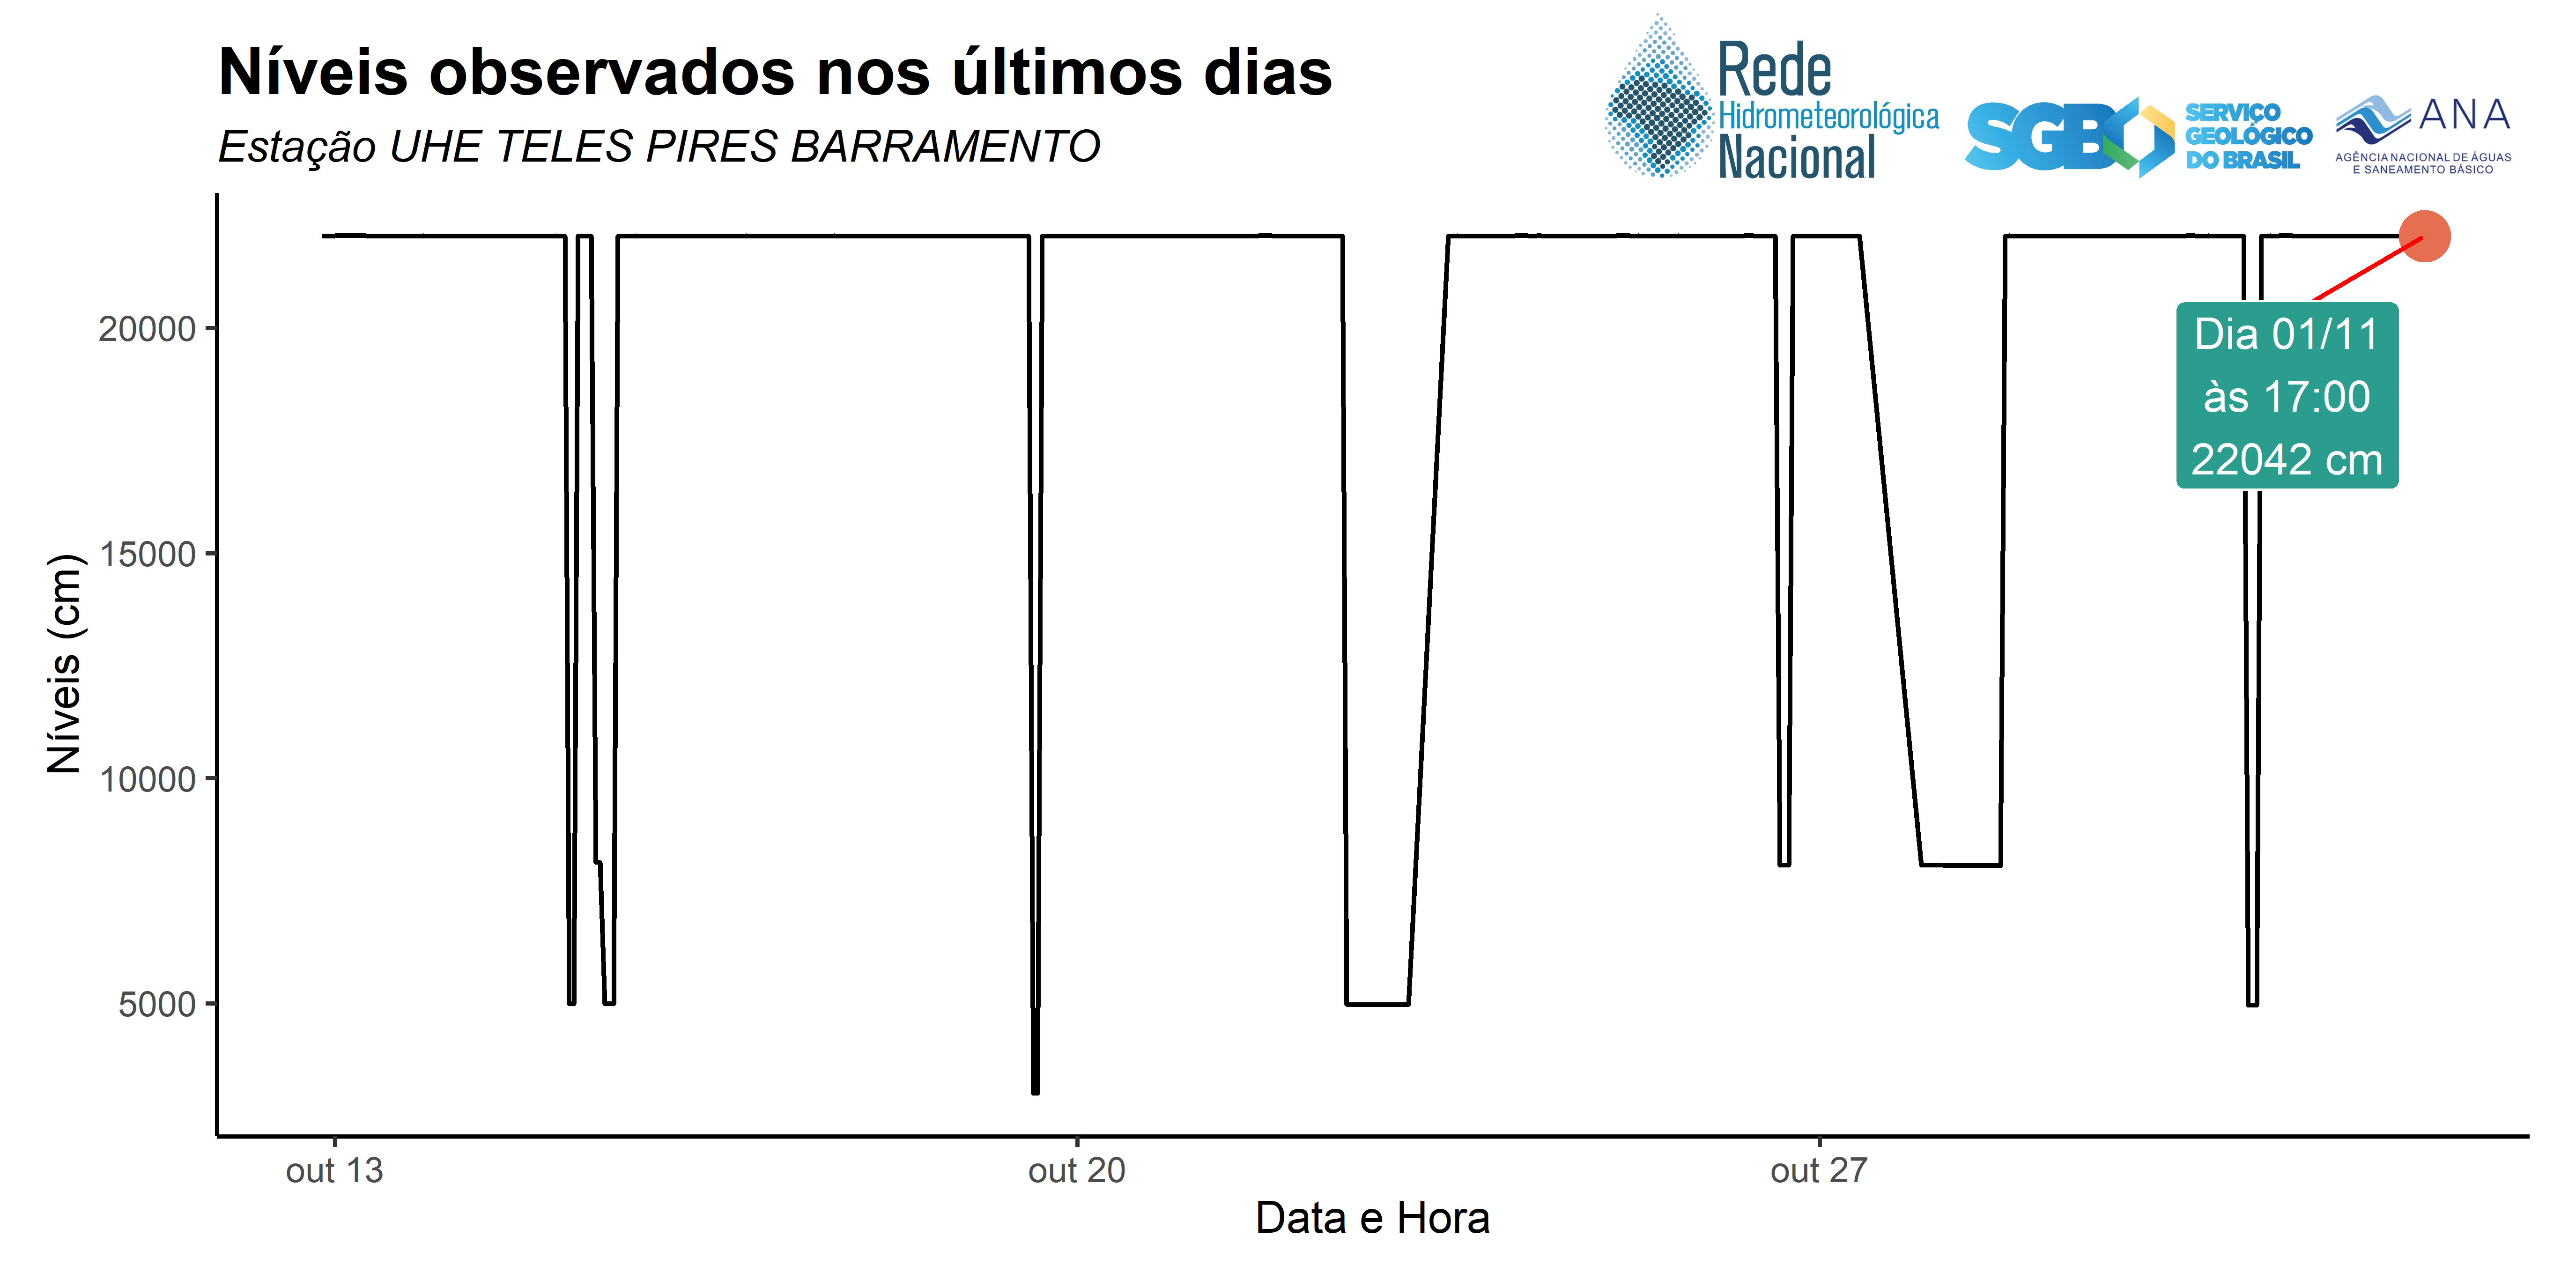 Níveis observados nos últimos dias
Estação UHE TELES PIRES BARRAMENTO
Rede
Hidrometeorológica
Nacional
SGB
SERVIÇO
GEOLÓGICO
DO BRASIL
ANA
AGÊNCIA NACIONAL DE ÁGUAS
E SANEAMENTO BÁSICO
Níveis (cm)
20000
15000
10000
5000
Dia 01/11
às 17:00
22042 cm
out 13
out 20
out 27
Data e Hora